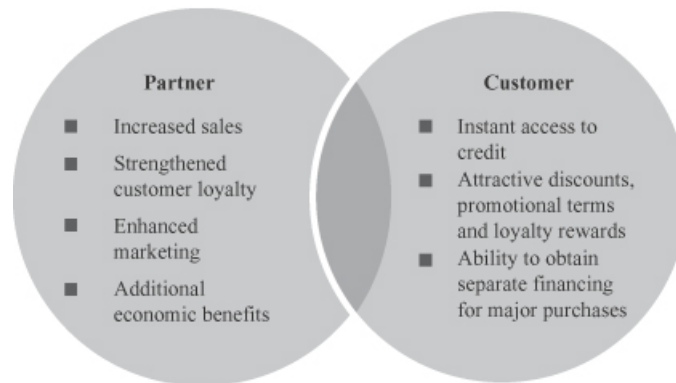 Partner
■ Increased sales
■ Strengthened
customer loyalty
■ Enhanced
marketing
■ Additional
economic benefits
Customer
■ Instant access to
credit
■ Attractive discounts,
promotional terms
and loyalty rewards
■ Ability to obtain
separate financing
for major purchases